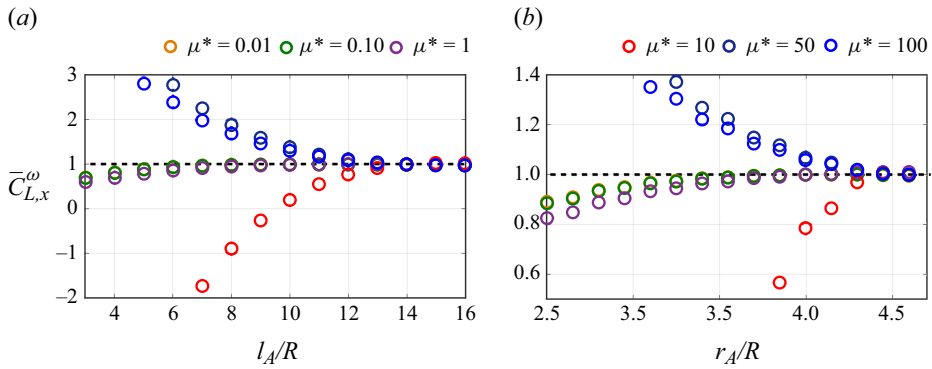 (a)
(b)
μ* = 0.01 μ* = 0.10 μ* = 1
μ* = 10 μ* = 50 μ* = 100
3
2
1
0
–1
–2
C̅ω L,x
4 6 8 10 12 14 16
l_A/R
1.4
1.2
1.0
0.8
0.6
2.5 3.5 3.5 4.0 4.5
r_A/R